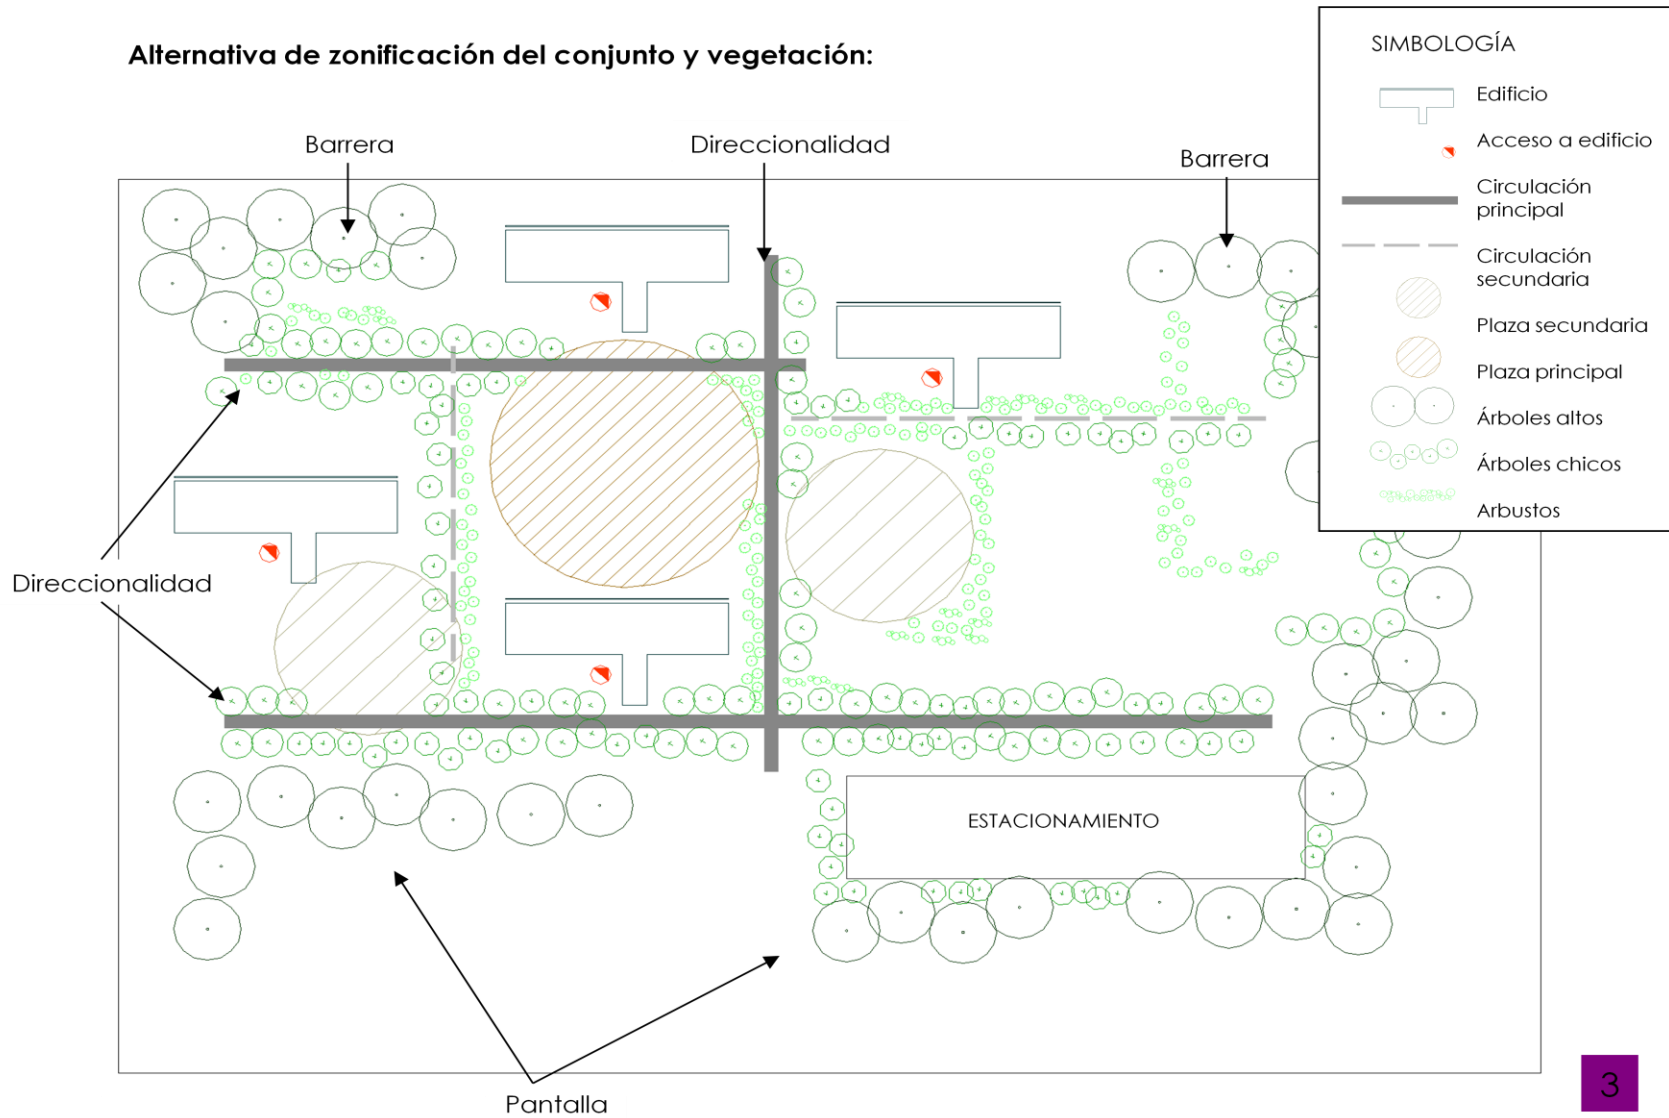 Alternativa de zonificación del conjunto y vegetación:
SIMBOLOGÍA
Edificio
Acceso a edificio
Circulación
principal
Circulación
secundaria
Plaza secundaria
Plaza principal
Árboles altos
Árboles chicos
Arbustos
Barrera
Direccionalidad
Barrera
Direccionalidad
ESTACIONAMIENTO
Pantalla
3